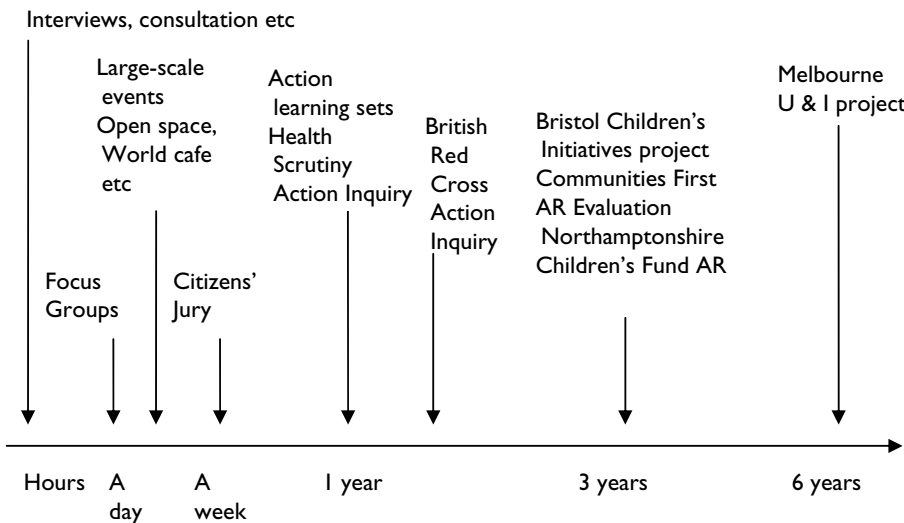 Interviews, consultation etc
Large-scale
events
Open space,
World cafe
etc
Action
learning sets
Health
Scrutiny
Action Inquiry
British
Red
Cross
Action
Inquiry
Bristol Children's
Initiatives project
Communities First
AR Evaluation
Northamptonshire
Children's Fund AR
Melbourne
U & I project
Focus
Groups
Citizens'
Jury
Hours
A
day
A
week
1 year
3 years
6 years